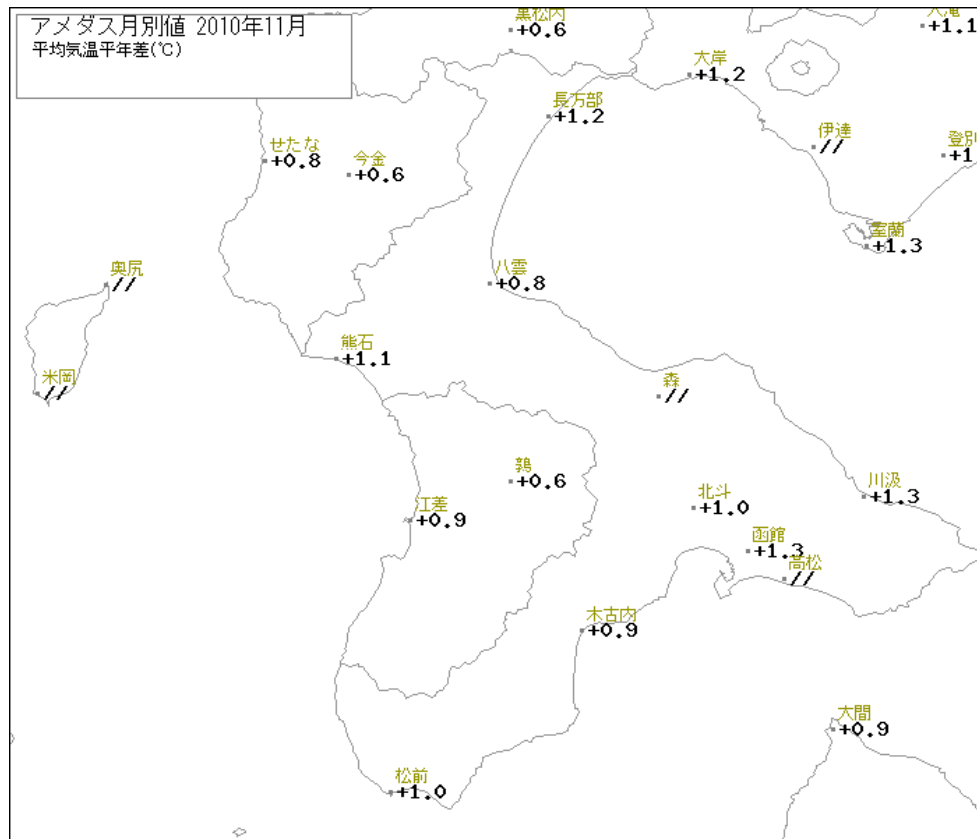 アメダス月別値 2010年11月
平均気温平年差(℃)
黒松内
+0.6
大滝
+1.1
大岸
+1.2
長万部
+1.2
伊達
//
登別
+1
せたな
+0.8
今金
+0.6
室蘭
+1.3
奥尻
//
八雲
+0.8
熊石
+1.1
米岡
//
森
//
鶉
+0.6
川汲
+1.3
北斗
+1.0
江差
+0.9
函館
+1.3
高松
//
木古内
+0.9
大間
+0.9
松前
+1.0